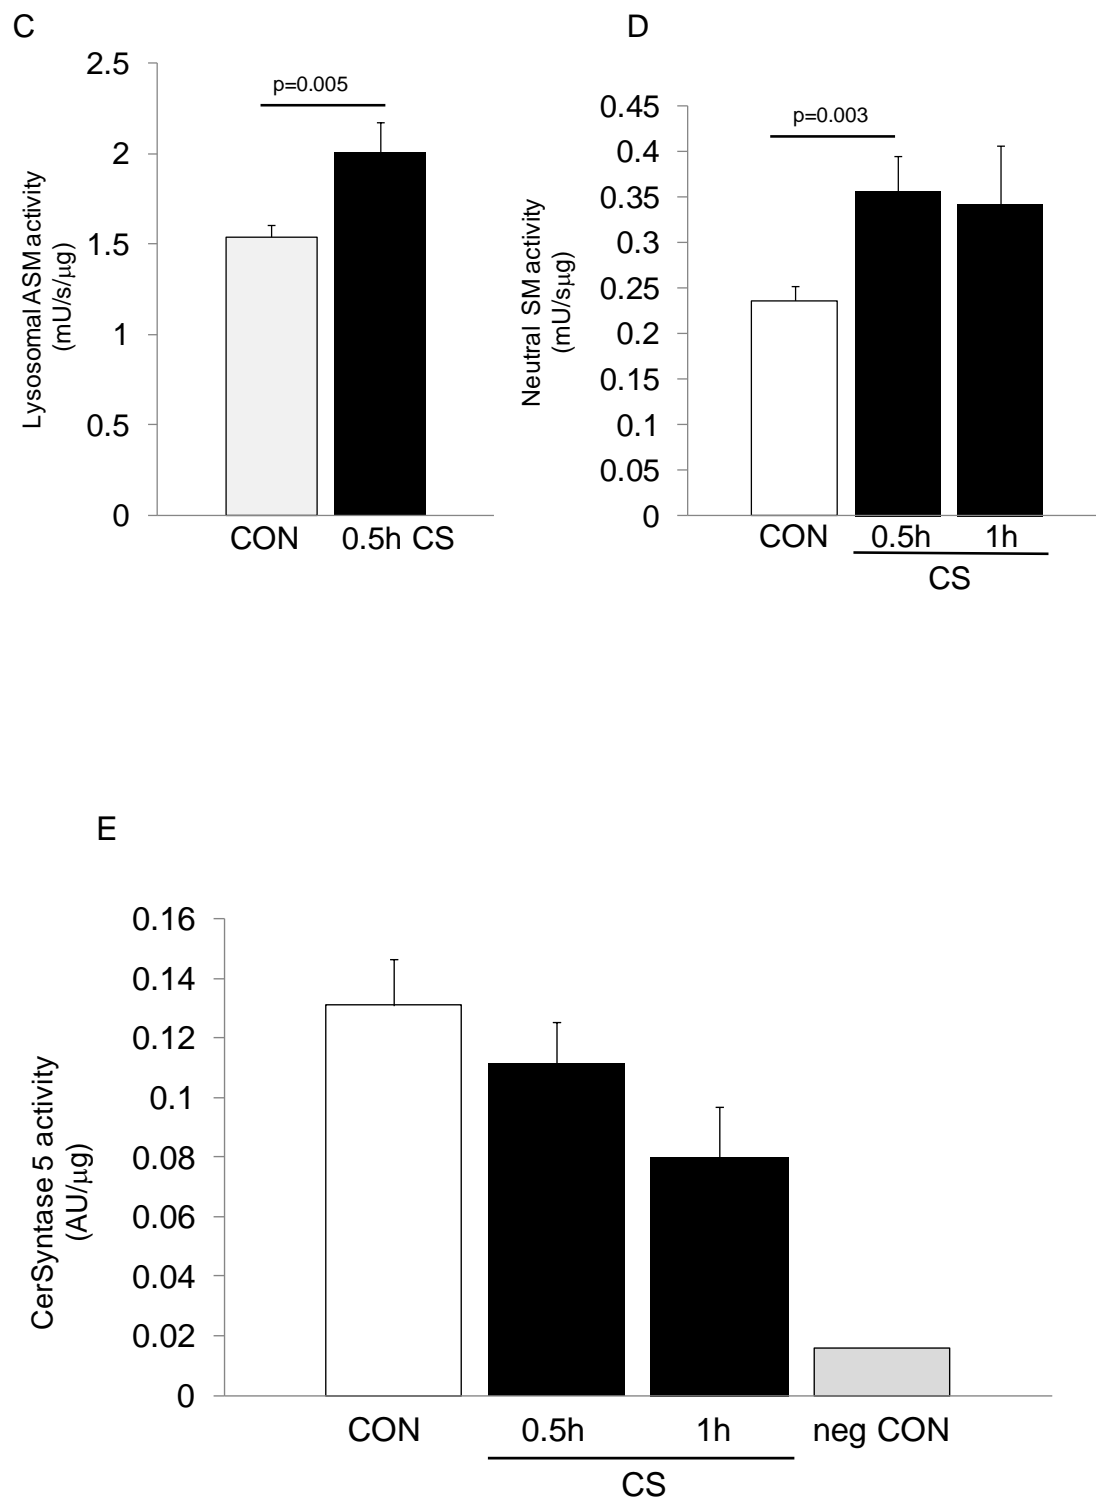 C
2.5
2
1.5
1
0.5
0
Lysosomal ASM activity
(mU/s/μg)
p=0.005
CON 0.5h CS
D
0.45
0.4
0.35
0.3
0.25
0.2
0.15
0.1
0.05
0
Neutral SM activity
(mU/sμg)
p=0.003
CON 0.5h 1h
CS
E
0.16
0.14
0.12
0.1
0.08
0.06
0.04
0.02
0
CerSyntase 5 activity
(AU/μg)
CON 0.5h 1h neg CON
CS